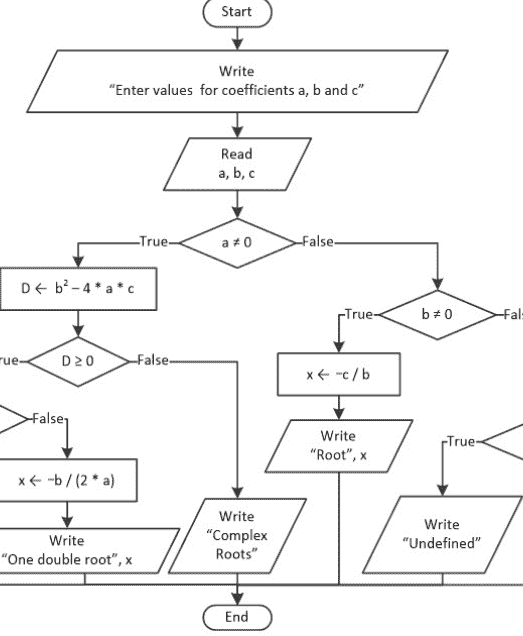 Start
Write
"Enter values for coefficients a, b and c"
Read
a, b, c
True
a ≠ 0
False
D ← b² – 4 * a * c
True
b ≠ 0
D ≥ 0
False
x ← –c / b
False
Write
"Root", x
True
x ← –b / (2 * a)
Write
"One double root", x
Write
"Complex
Roots"
Write
"Undefined"
End